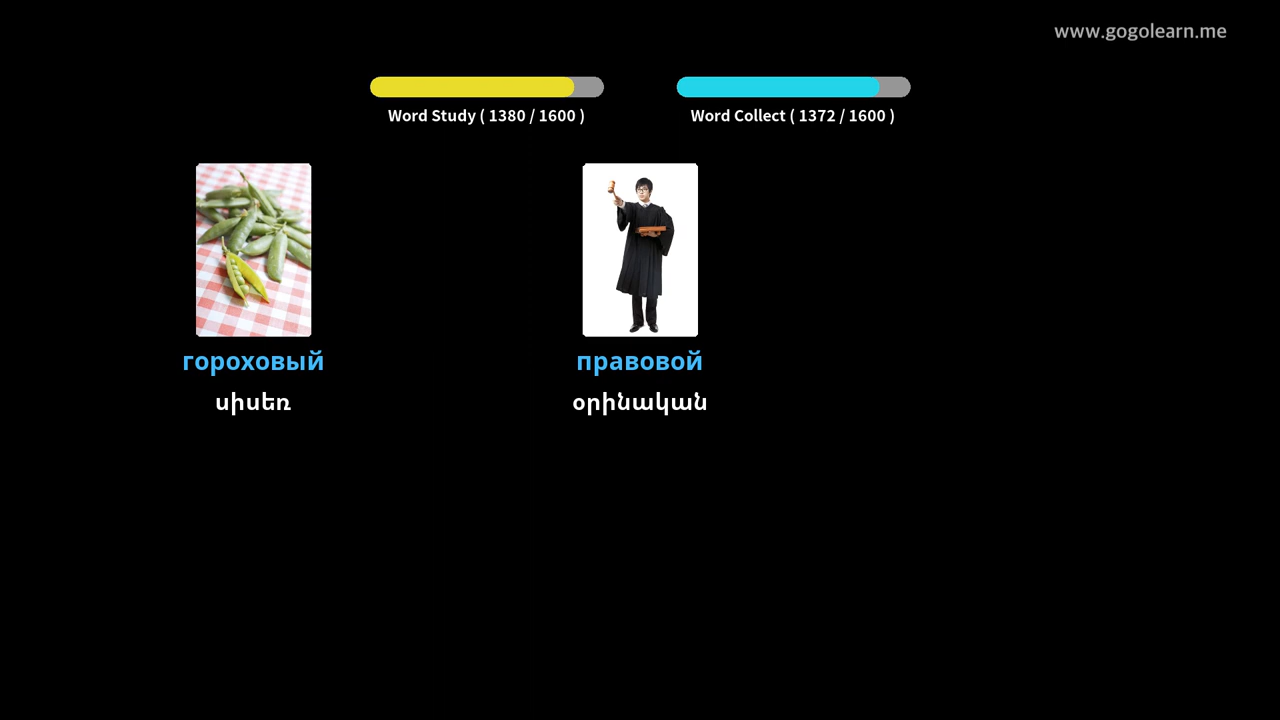 www.gogolearn.me
Word Study ( 1380 / 1600 )
Word Collect ( 1372 / 1600 )
гороховый
правовой
սիսեռ
օրինական